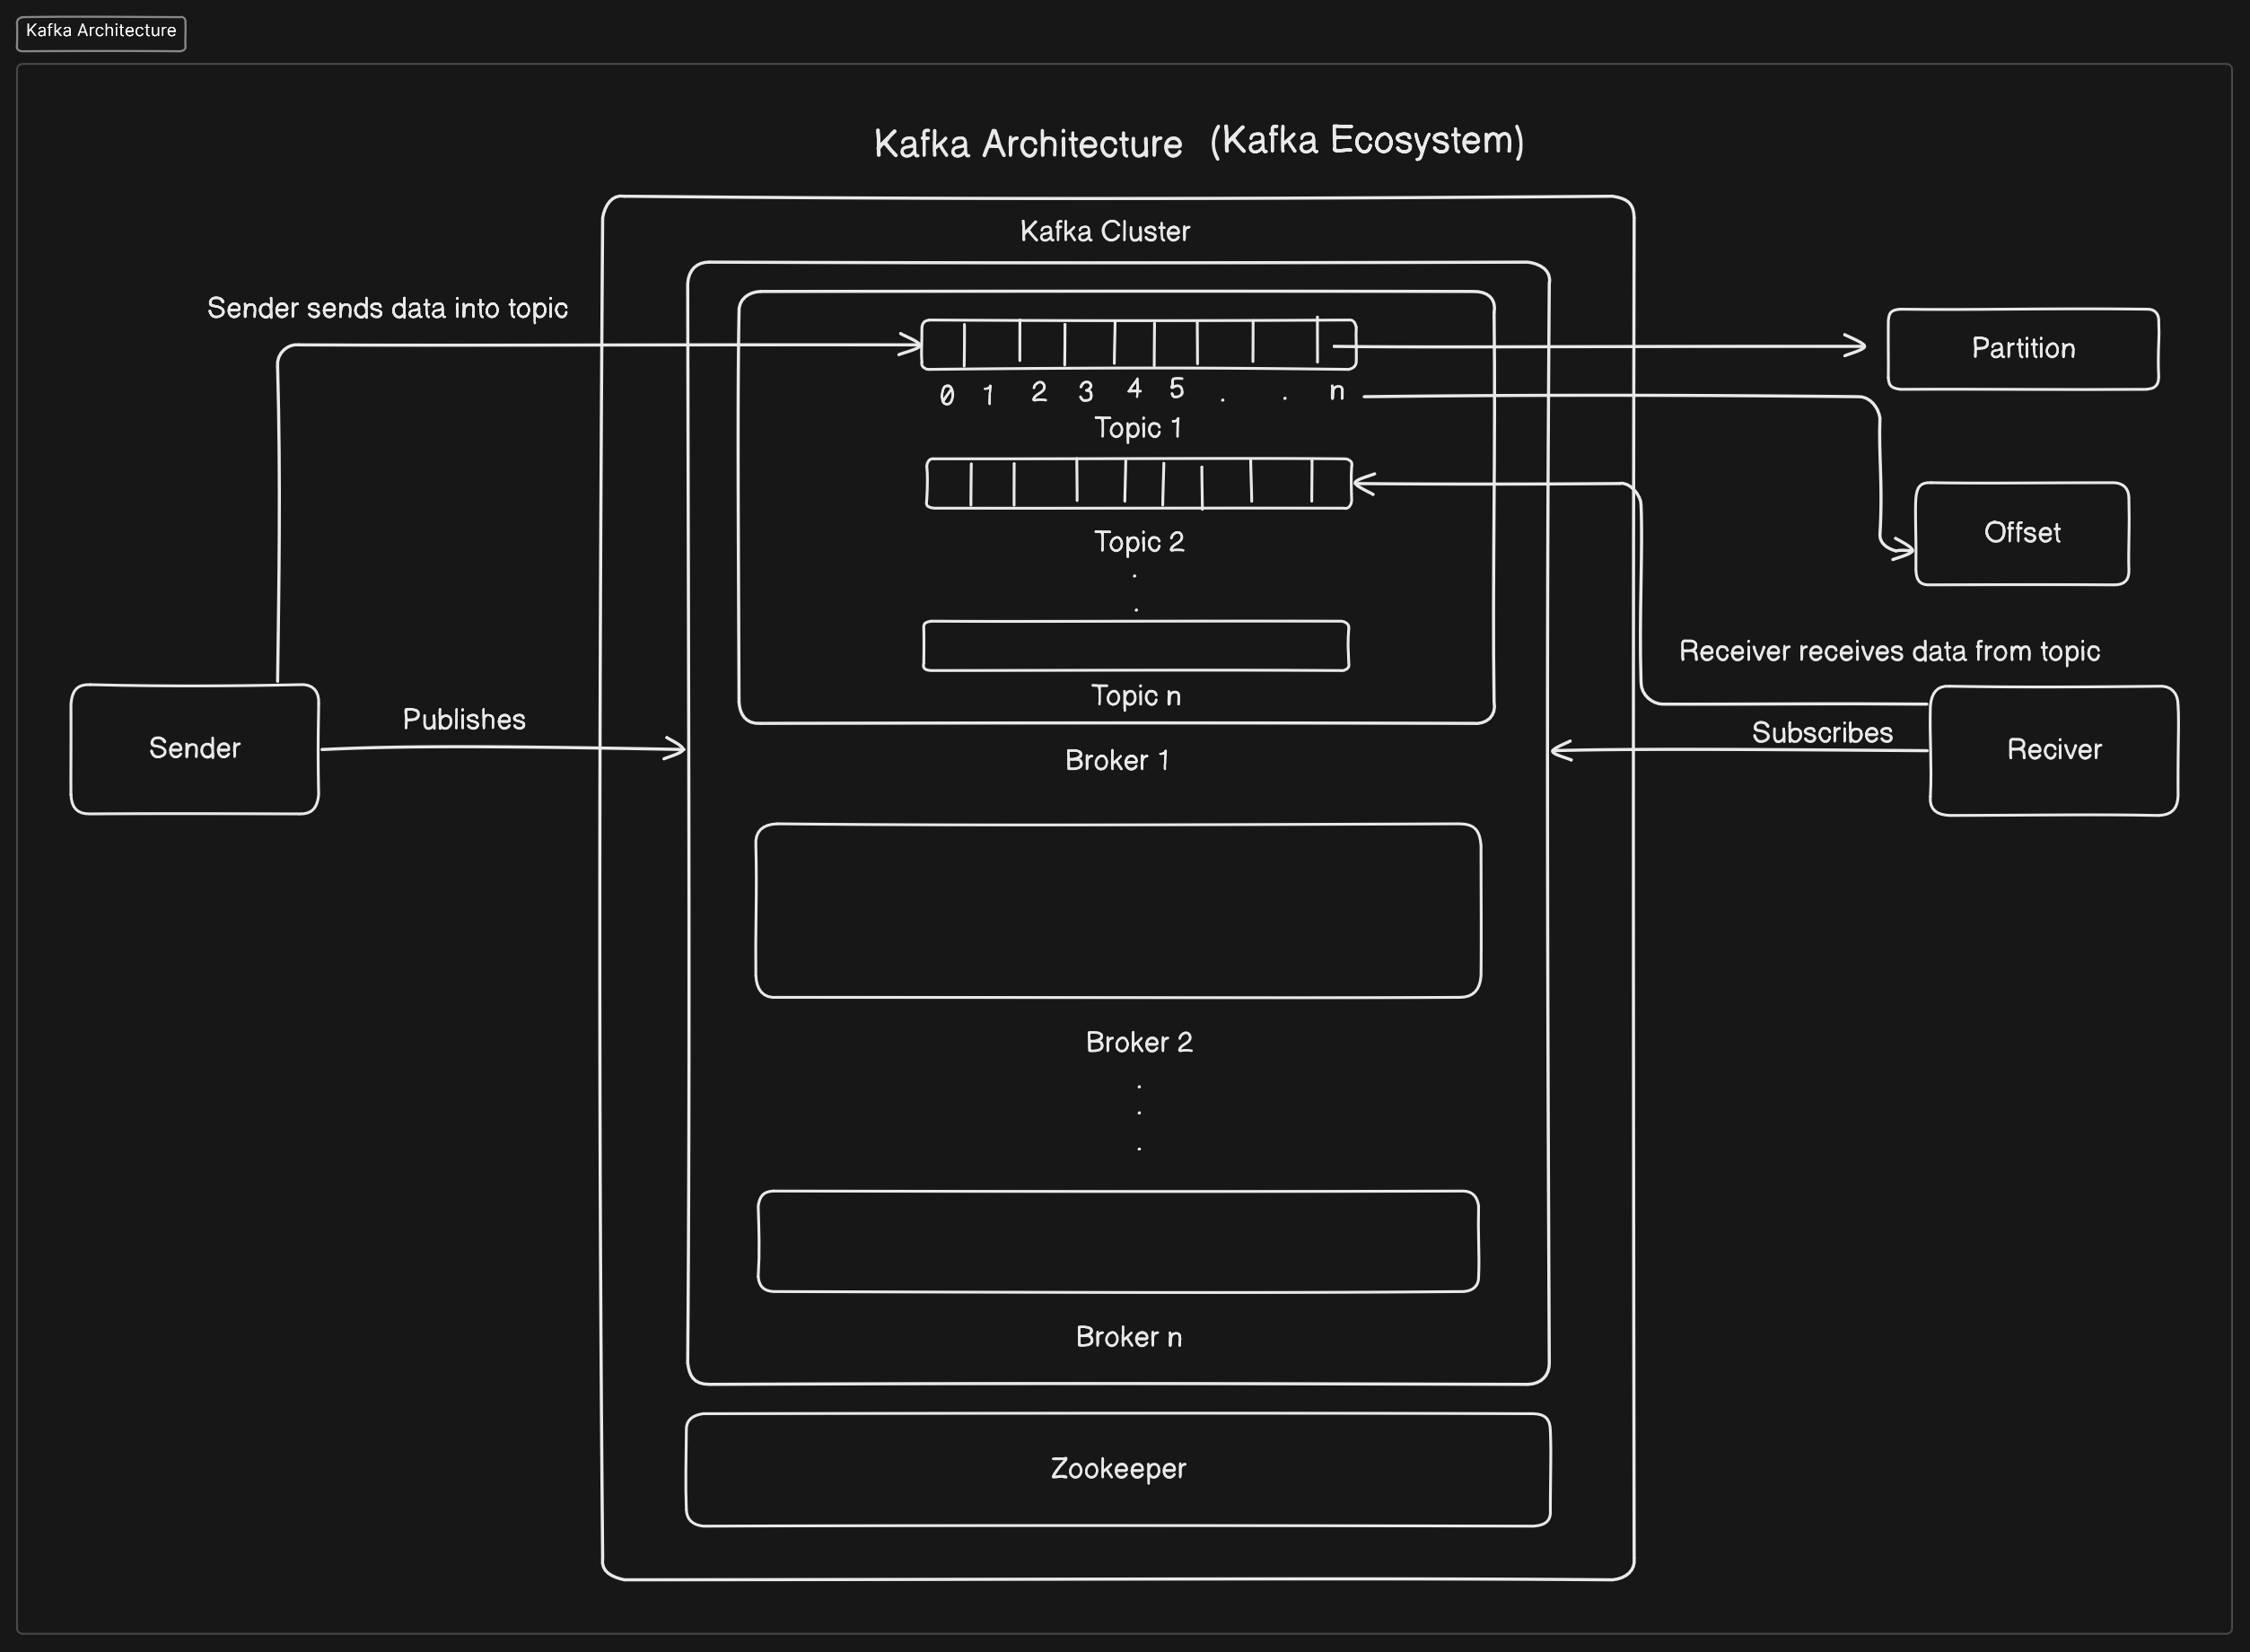 Kafka Architecture
Kafka Architecture (Kafka Ecosystem)
Kafka Cluster
Sender sends data into topic
Partition
0 1 2 3 4 5 . . n
Topic 1
Offset
Topic 2
.
.
Receiver receives data from topic
Topic n
Publishes
Subscribes
Sender
Reciver
Broker 1
Broker 2
.
.
.
Broker n
Zookeeper